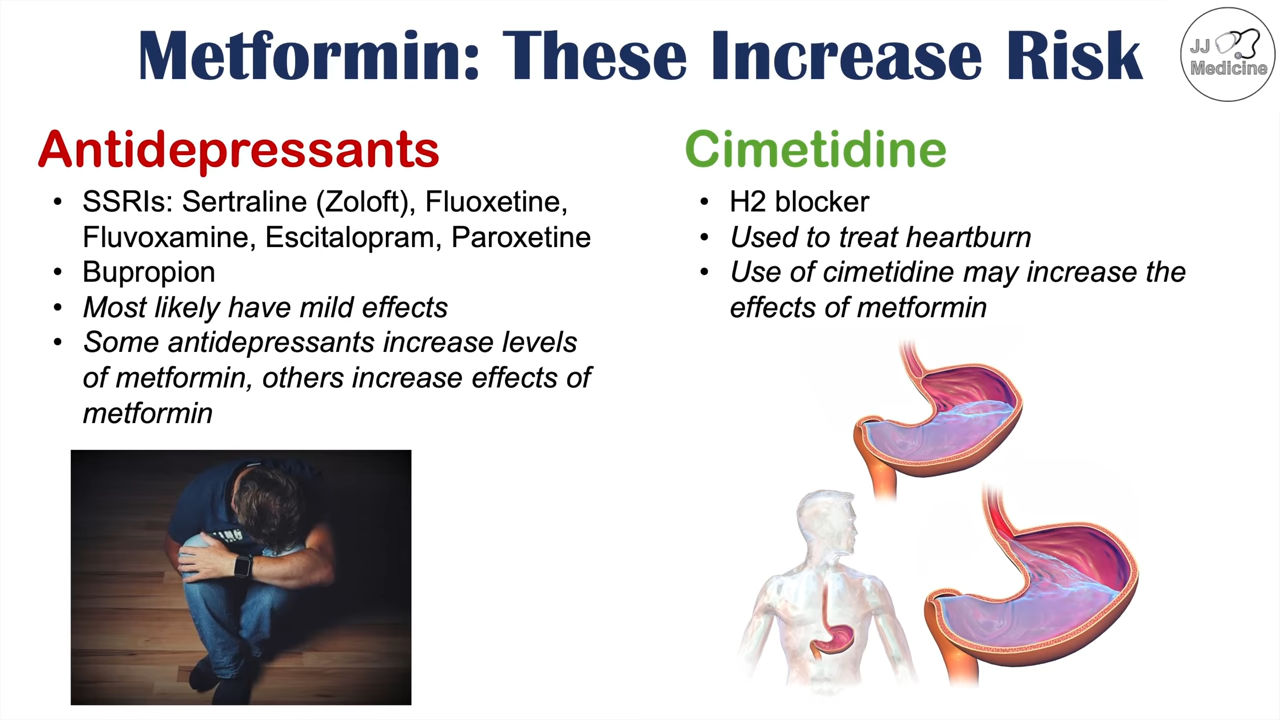 Metformin: These Increase Risk
JJ
Medicine
Antidepressants
• SSRIs: Sertraline (Zoloft), Fluoxetine,
Fluvoxamine, Escitalopram, Paroxetine
• Bupropion
• Most likely have mild effects
• Some antidepressants increase levels
of metformin, others increase effects of
metformin
Cimetidine
• H2 blocker
• Used to treat heartburn
• Use of cimetidine may increase the
effects of metformin